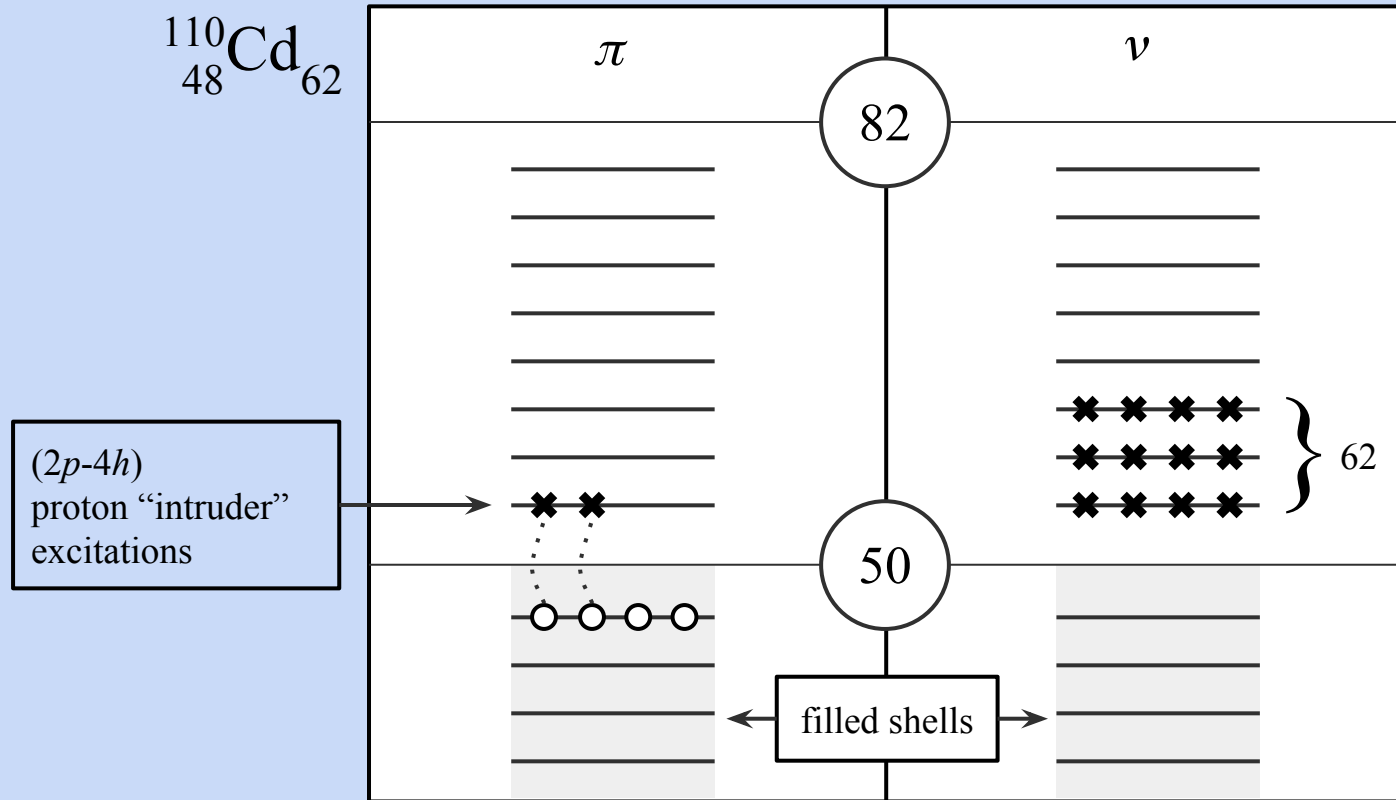 110
48Cd62
π
ν
82
(2p-4h)
proton “intruder”
excitations
} 62
50
filled shells